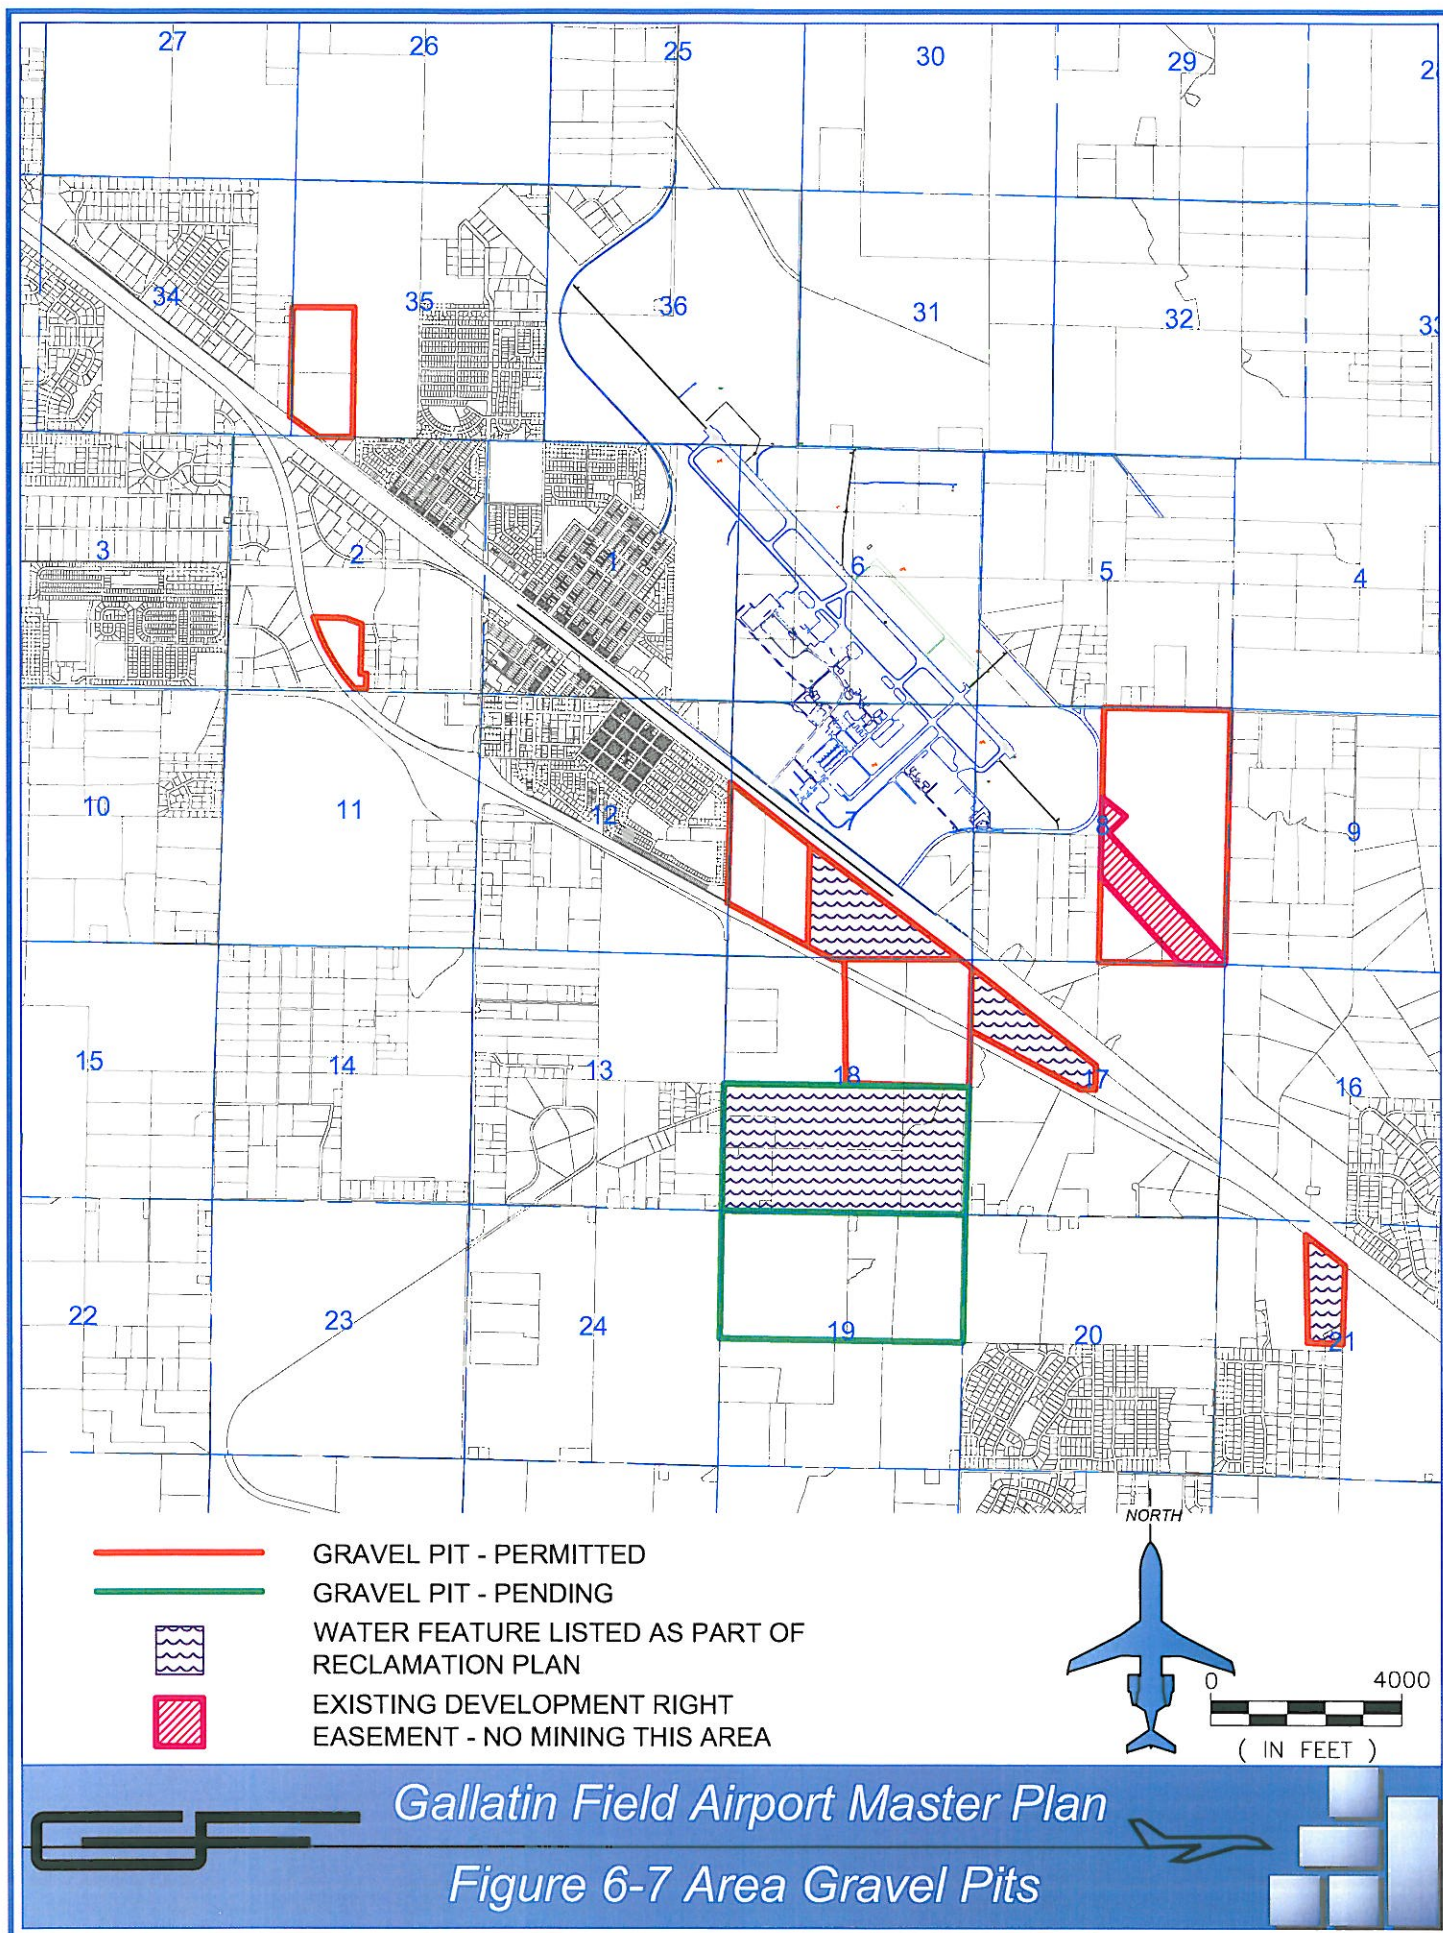 27 26 25 30 29 2
34 35 36 31 32 33
3 2 1 6 5 4
10 11 12 7 8 9
15 14 13 18 17 16
22 23 24 19 20 21
GRAVEL PIT - PERMITTED
GRAVEL PIT - PENDING
WATER FEATURE LISTED AS PART OF
RECLAMATION PLAN
EXISTING DEVELOPMENT RIGHT
EASEMENT - NO MINING THIS AREA
NORTH
0 4000
( IN FEET )
GF
Gallatin Field Airport Master Plan
Figure 6-7 Area Gravel Pits